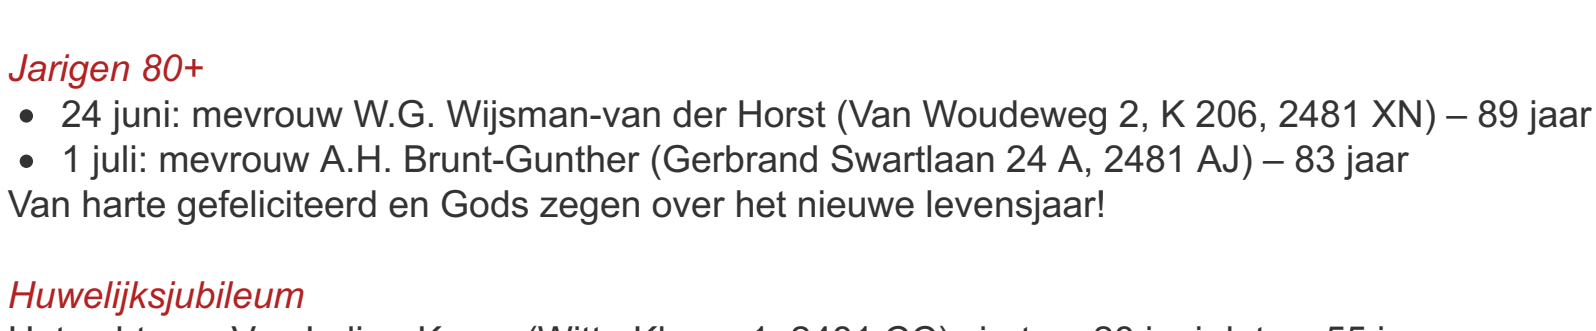 Jarigen 80+
• 24 juni: mevrouw W.G. Wijsman-van der Horst (Van Woudeweg 2, K 206, 2481 XN) – 89 jaar
• 1 juli: mevrouw A.H. Brunt-Gunther (Gerbrand Swartlaan 24 A, 2481 AJ) – 83 jaar
Van harte gefeliciteerd en Gods zegen over het nieuwe levensjaar!
Huwelijksjubileum